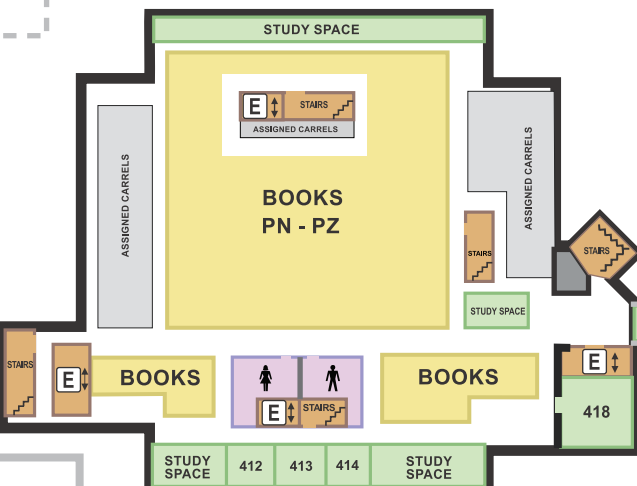 STUDY SPACE
E
STAIRS
ASSIGNED CARRELS
ASSIGNED CARRELS
ASSIGNED CARRELS
BOOKS
PN - PZ
STAIRS
STAIRS
STUDY SPACE
STAIRS
E
BOOKS
BOOKS
E
E
STAIRS
418
STUDY
SPACE
412
413
414
STUDY
SPACE